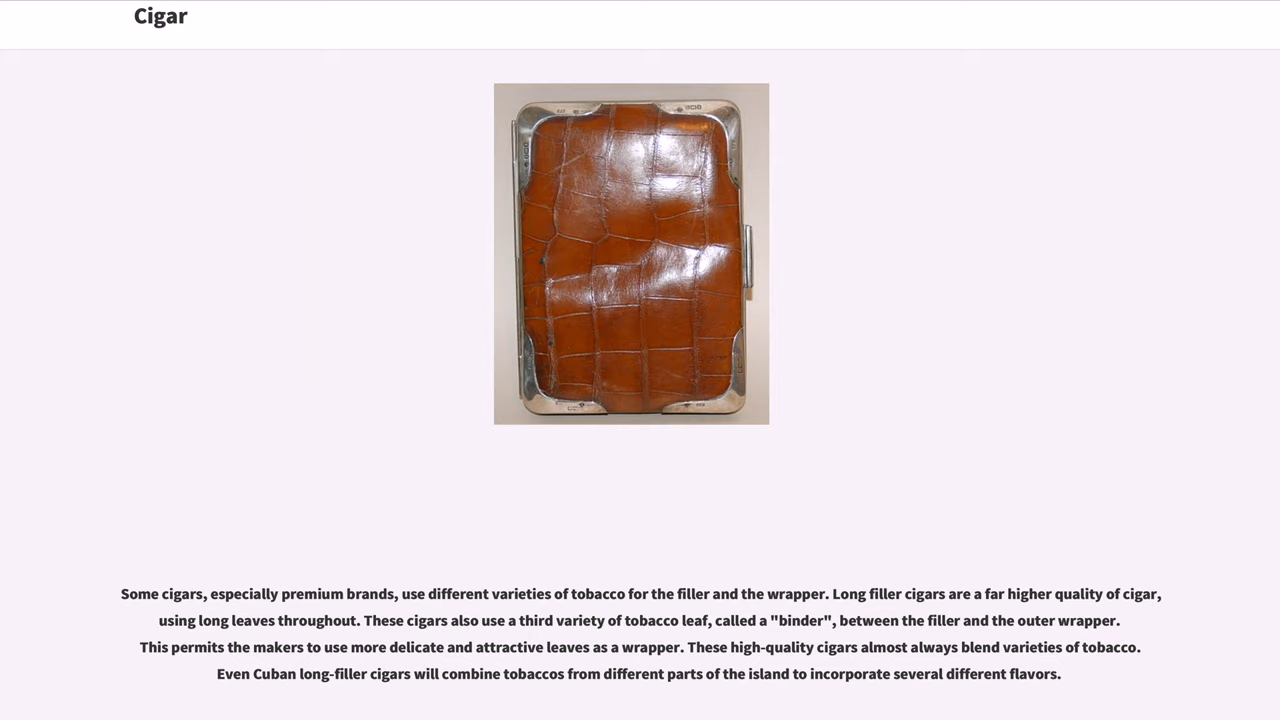 Cigar
Some cigars, especially premium brands, use different varieties of tobacco for the filler and the wrapper. Long filler cigars are a far higher quality of cigar,
using long leaves throughout. These cigars also use a third variety of tobacco leaf, called a "binder", between the filler and the outer wrapper.
This permits the makers to use more delicate and attractive leaves as a wrapper. These high-quality cigars almost always blend varieties of tobacco.
Even Cuban long-filler cigars will combine tobaccos from different parts of the island to incorporate several different flavors.